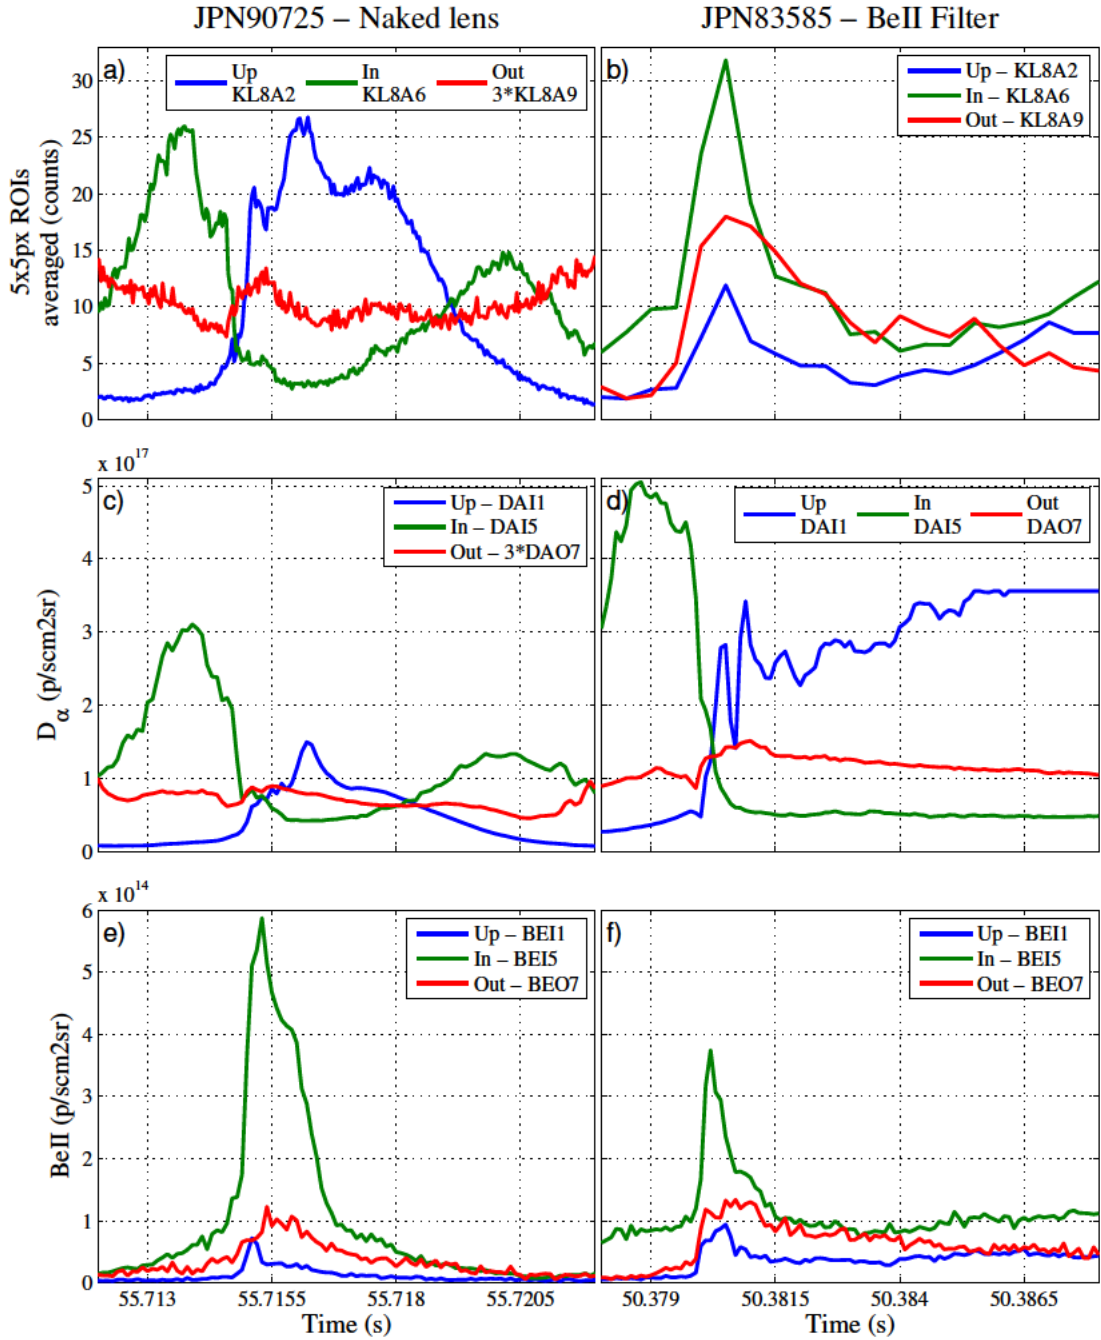 JPN90725 – Naked lens
JPN83585 – BeII Filter
a)
Up
KL8A2
In
KL8A6
Out
3*KL8A9
30
25
20
15
10
5
0
5x5px ROIs
averaged (counts)
b)
Up – KL8A2
In – KL8A6
Out – KL8A9
x 10^17
c)
Up – DAI1
In – DAI5
Out – 3*DAO7
5
4
3
2
1
0
Dα (p/scm2sr)
d)
Up
DAI1
In
DAI5
Out
DAO7
x 10^14
e)
Up – BEI1
In – BEI5
Out – BEO7
6
5
4
3
2
1
0
BeII (p/scm2sr)
55.713
55.7155
55.718
55.7205
Time (s)
f)
Up – BEI1
In – BEI5
Out – BEO7
50.379
50.3815
50.384
50.3865
Time (s)